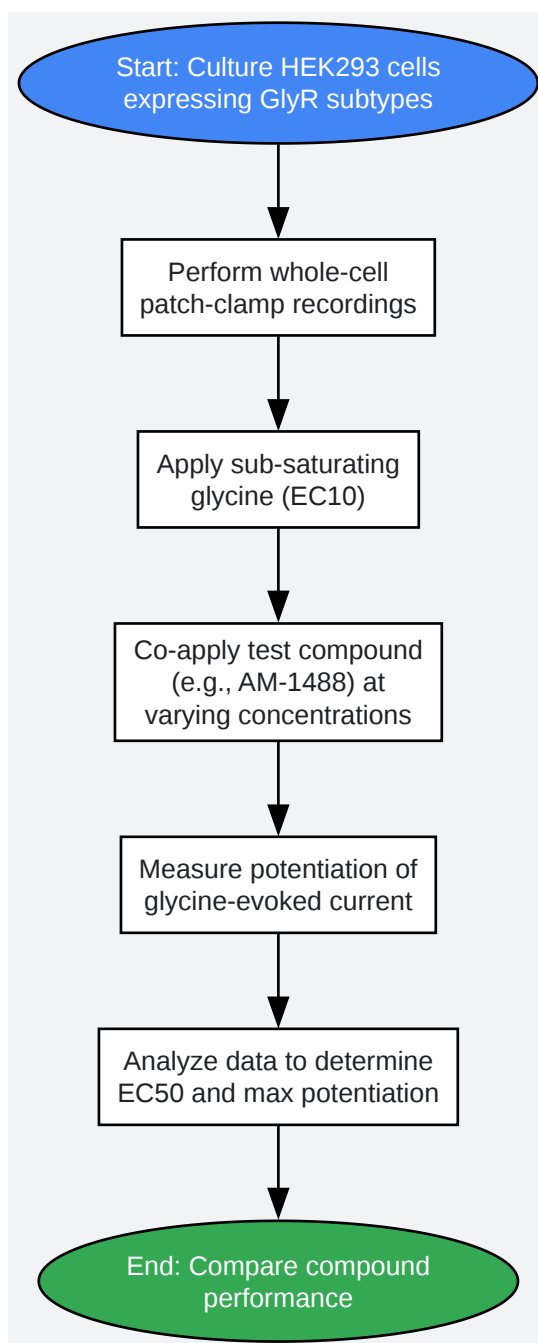 Start: Culture HEK293 cells
expressing GlyR subtypes
Perform whole-cell
patch-clamp recordings
Apply sub-saturating
glycine (EC10)
Co-apply test compound
(e.g., AM-1488) at
varying concentrations
Measure potentiation of
glycine-evoked current
Analyze data to determine
EC50 and max potentiation
End: Compare compound
performance